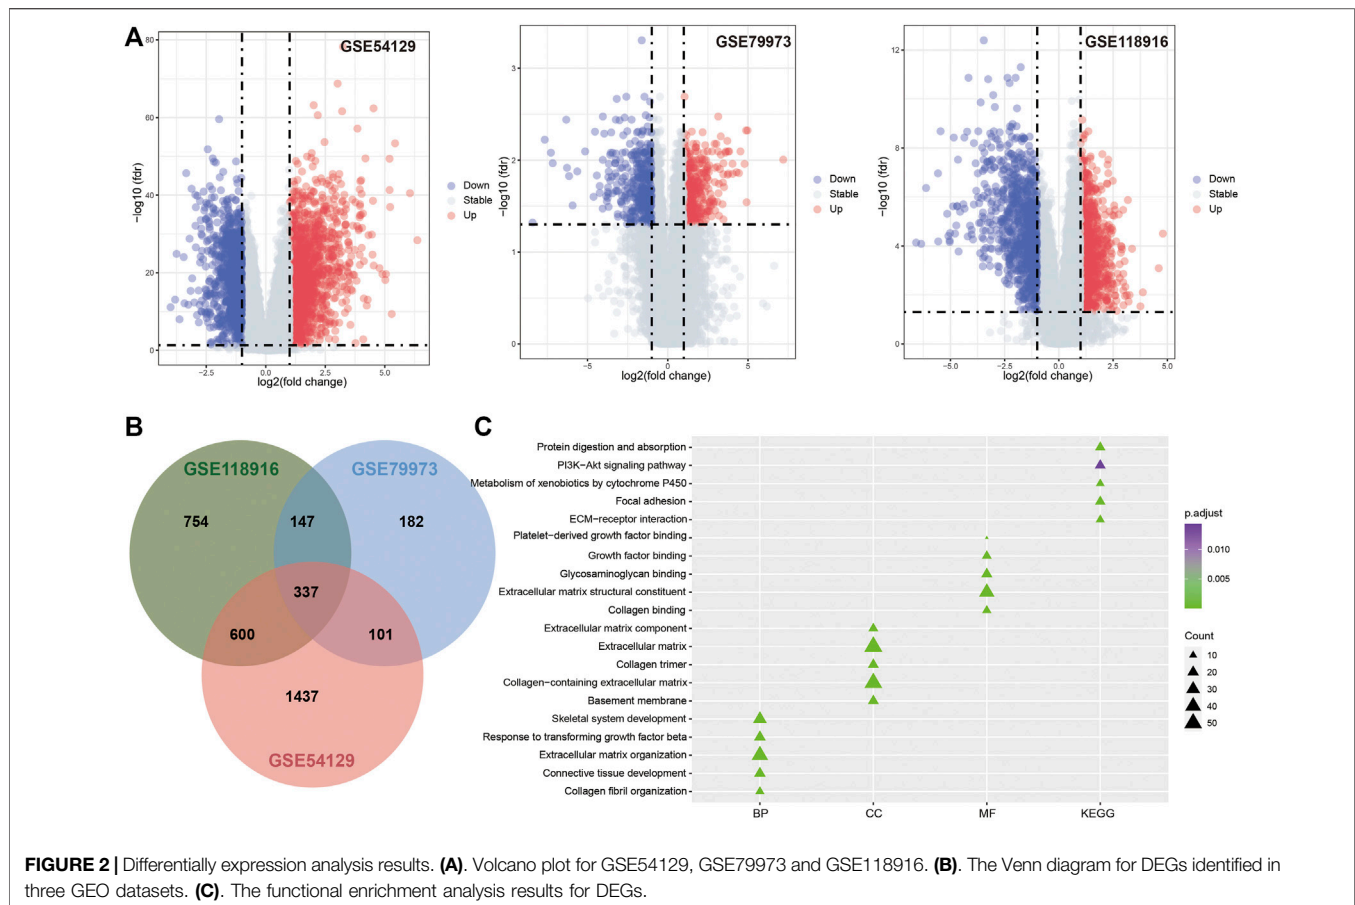 A
GSE54129
−log10 (fdr)
80
60
40
20
0
−2.5
0.0
2.5
5.0
log2(fold change)
Down
Stable
Up
GSE79973
−log10 (fdr)
3
2
1
0
−5
0
5
log2(fold change)
Down
Stable
Up
GSE118916
−log10 (fdr)
12
8
4
0
−5.0
−2.5
0.0
2.5
5.0
log2(fold change)
Down
Stable
Up
B
GSE118916
GSE79973
754
147
182
337
600
101
1437
GSE54129
C
Protein digestion and absorption
PI3K−Akt signaling pathway
Metabolism of xenobiotics by cytochrome P450
Focal adhesion
ECM−receptor interaction
Platelet−derived growth factor binding
Growth factor binding
Glycosaminoglycan binding
Extracellular matrix structural constituent
Collagen binding
Extracellular matrix component
Extracellular matrix
Collagen trimer
Collagen−containing extracellular matrix
Basement membrane
Skeletal system development
Response to transforming growth factor beta
Extracellular matrix organization
Connective tissue development
Collagen fibril organization
BP
CC
MF
KEGG
p.adjust
0.010
0.005
Count
10
20
30
40
50
FIGURE 2 | Differentially expression analysis results. (A). Volcano plot for GSE54129, GSE79973 and GSE118916. (B). The Venn diagram for DEGs identified in
three GEO datasets. (C). The functional enrichment analysis results for DEGs.